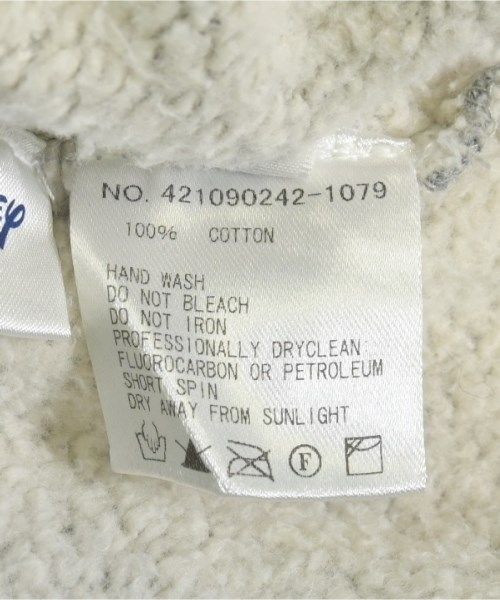 NO. 421090242-1079
100% COTTON
HAND WASH
DO NOT BLEACH
DO NOT IRON
PROFESSIONALLY DRYCLEAN:
FLUOROCARBON OR PETROLEUM
SHORT SPIN
DRY AWAY FROM SUNLIGHT
F